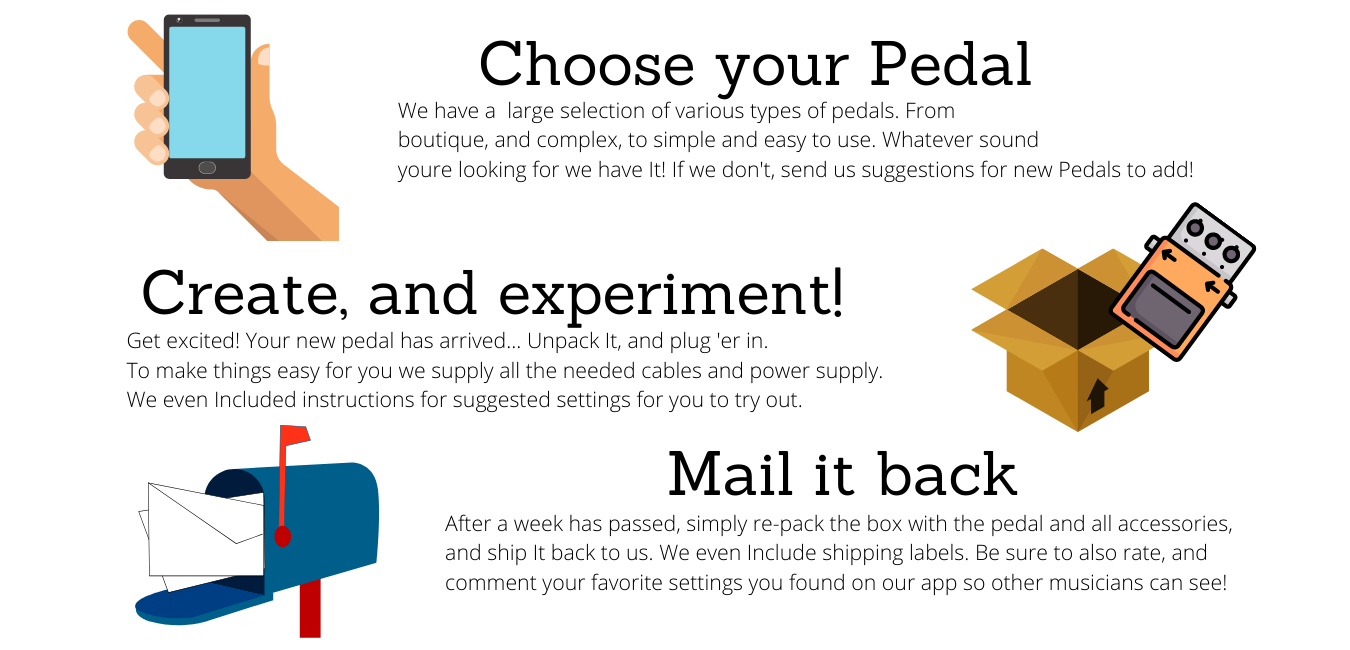 Choose your Pedal
We have a  large selection of various types of pedals. From
boutique, and complex, to simple and easy to use. Whatever sound
youre looking for we have It! If we don't, send us suggestions for new Pedals to add!
Create, and experiment!
Get excited! Your new pedal has arrived... Unpack It, and plug 'er in.
To make things easy for you we supply all the needed cables and power supply.
We even Included instructions for suggested settings for you to try out.
Mail it back
After a week has passed, simply re-pack the box with the pedal and all accessories,
and ship It back to us. We even Include shipping labels. Be sure to also rate, and
comment your favorite settings you found on our app so other musicians can see!